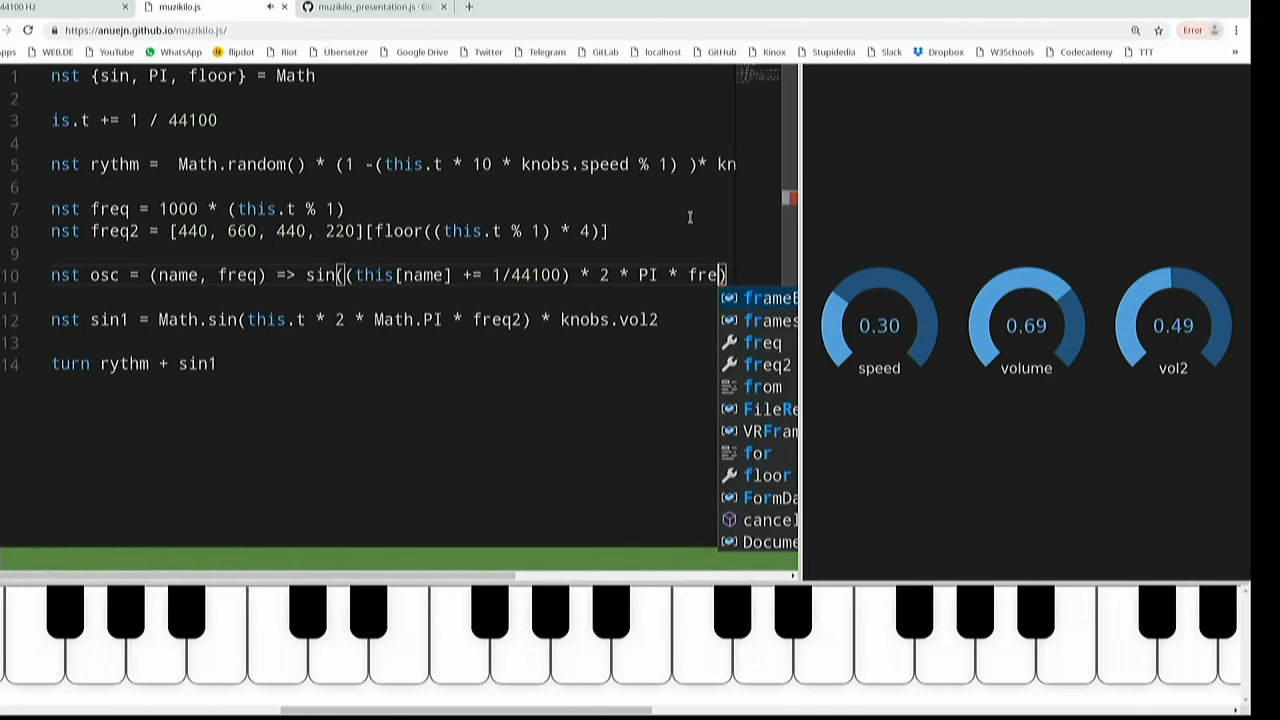 44100 Hz
muzikilo.js
muzikilo_presentation.js · Git
https://anuejn.github.io/muzikilo.js/
Error
pps WEB.DE YouTube WhatsApp flipdot Riot Übersetzer Google Drive Twitter Telegram GitLab localhost GitHub Kinox Stupidedia Slack Dropbox W3Schools Codecademy TTT »
1 nst {sin, PI, floor} = Math
2
3 is.t += 1 / 44100
4
5 nst rythm =  Math.random() * (1 -(this.t * 10 * knobs.speed % 1) )* kn
6
7 nst freq = 1000 * (this.t % 1)
8 nst freq2 = [440, 660, 440, 220][floor((this.t % 1) * 4)]
9
10 nst osc = (name, freq) => sin((this[name] += 1/44100) * 2 * PI * fre)
11
12 nst sin1 = Math.sin(this.t * 2 * Math.PI * freq2) * knobs.vol2
13
14 turn rythm + sin1
frameE
frames
freq
freq2
from
FileRe
VRFram
for
floor
FormDa
cancel
Docume
0.30 0.69 0.49
speed volume vol2